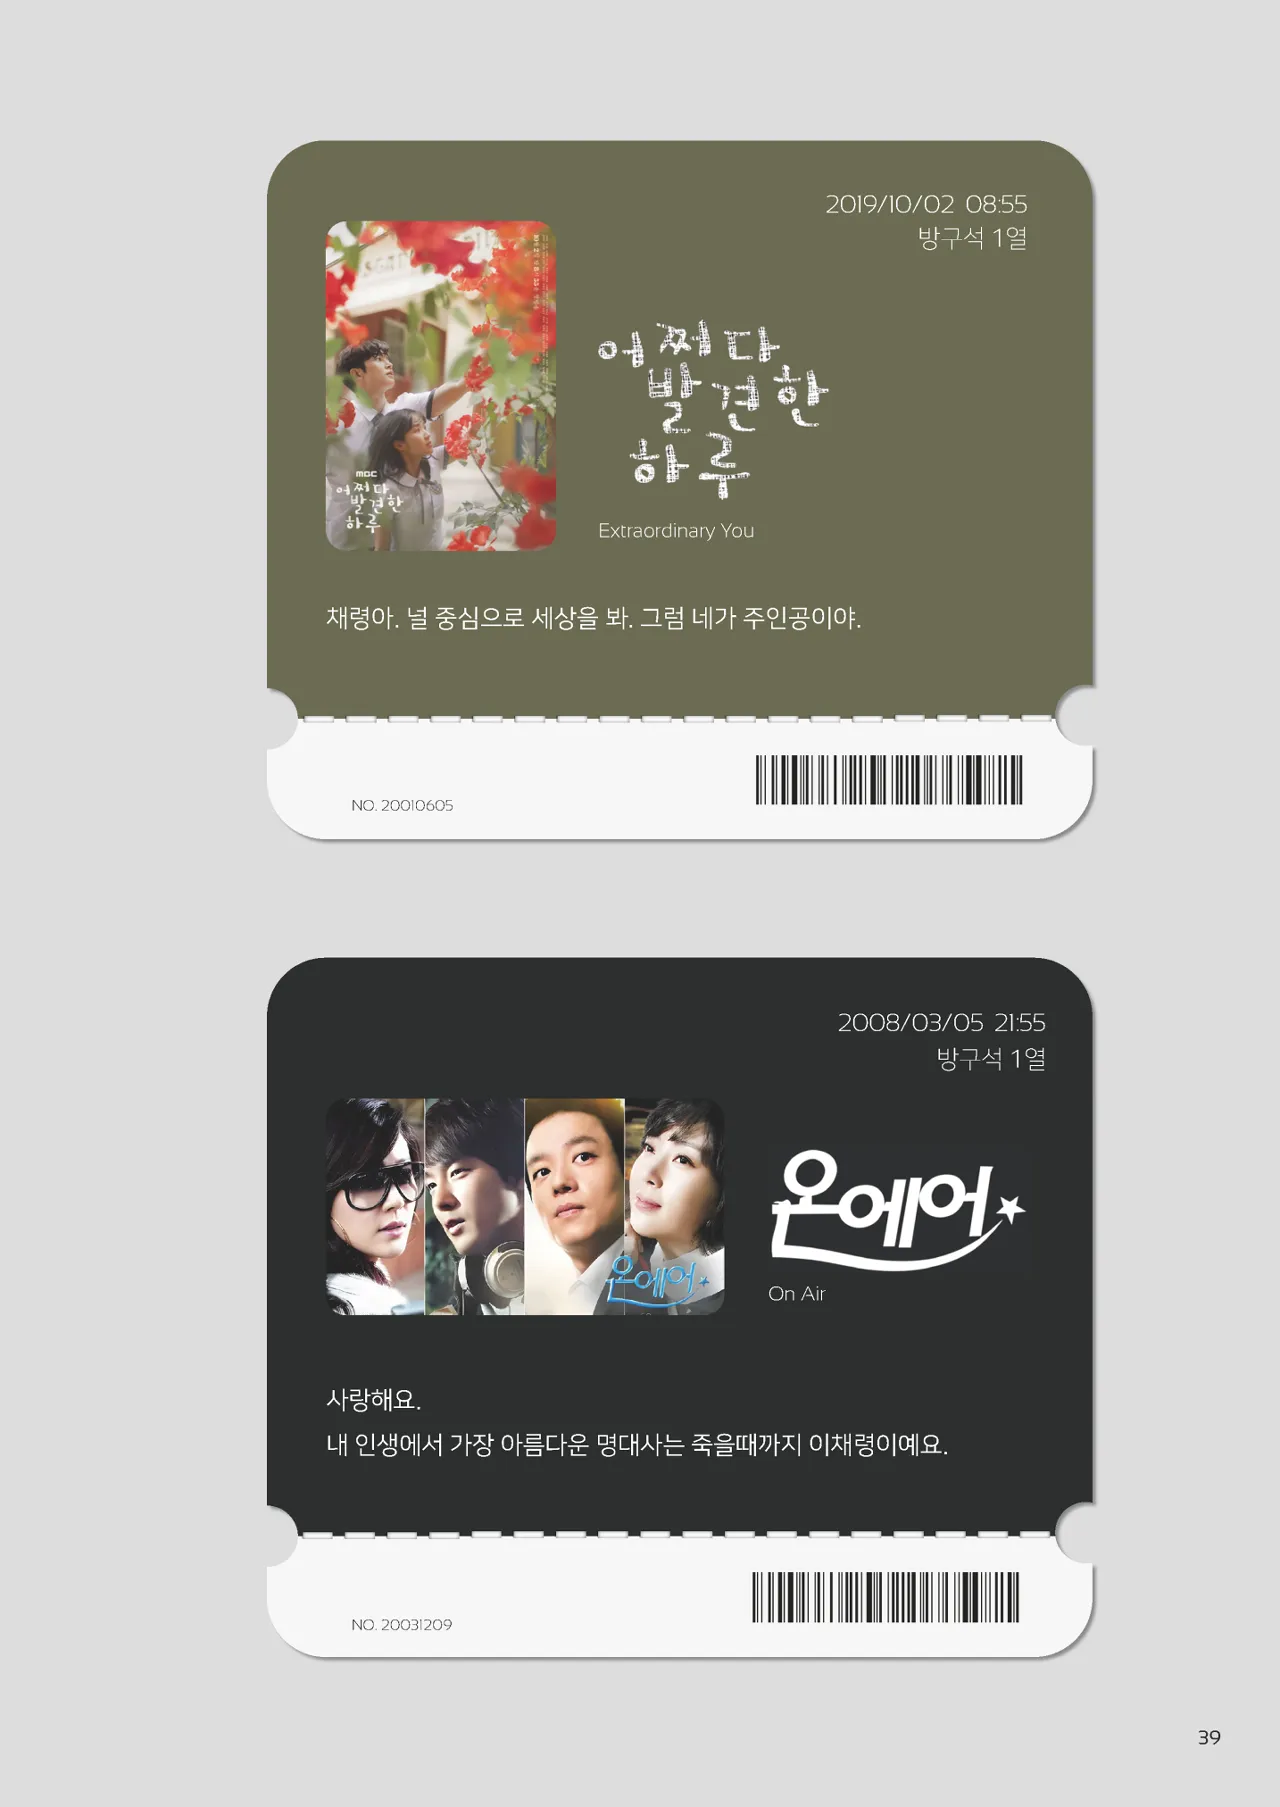 2019/10/02 08:55
방구석 1열
MBC
어쩌다
발견한
하루
어쩌다
발견한
하루
Extraordinary You
채령아. 널 중심으로 세상을 봐. 그럼 네가 주인공이야.
NO. 20010605
2008/03/05 21:55
방구석 1열
온에어
온에어
On Air
사랑해요.
내 인생에서 가장 아름다운 명대사는 죽을때까지 이채령이예요.
NO. 20031209
39